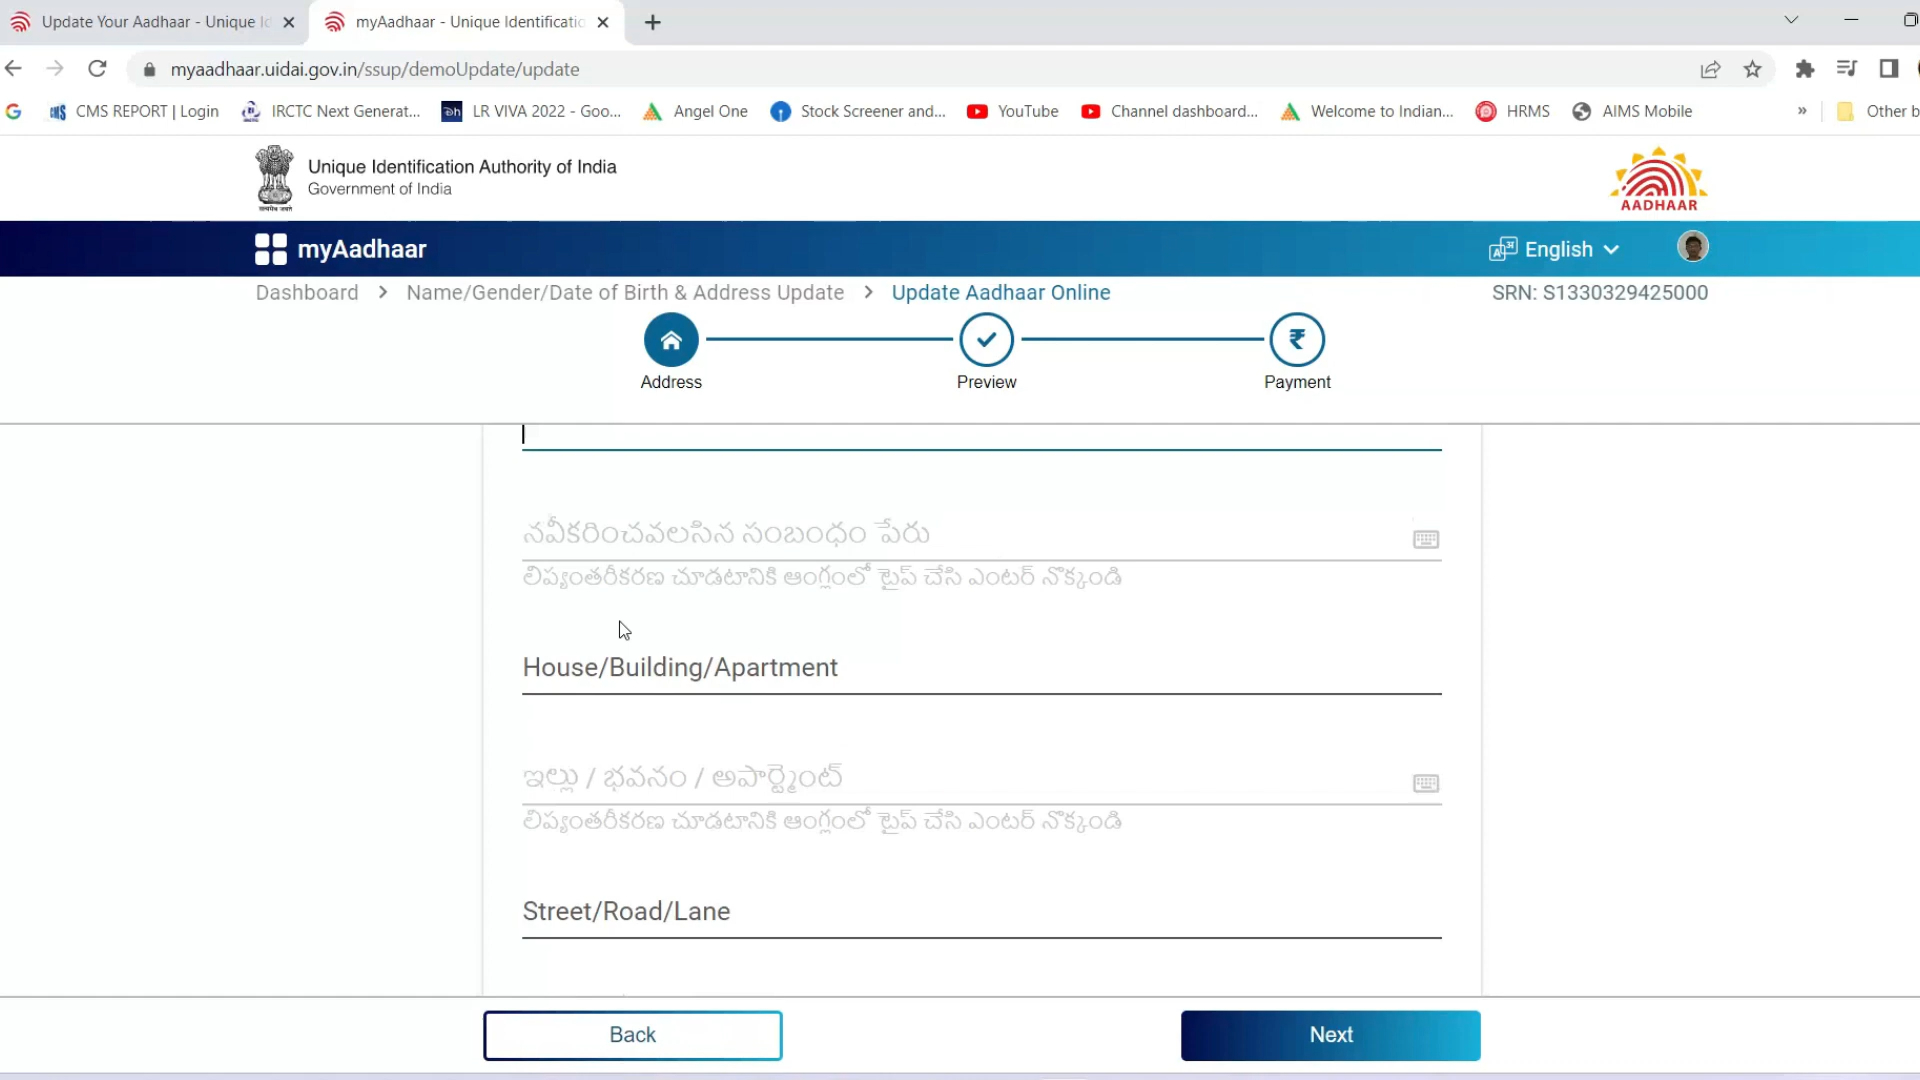 Update Your Aadhaar - Unique Id
myAadhaar - Unique Identificatio
myaadhaar.uidai.gov.in/ssup/demoUpdate/update
CMS REPORT | Login
IRCTC Next Generat...
LR VIVA 2022 - Goo...
Angel One
Stock Screener and...
YouTube
Channel dashboard...
Welcome to Indian...
HRMS
AIMS Mobile
»
Other b
Unique Identification Authority of India
Government of India
सत्यमेव जयते
AADHAAR
myAadhaar
English
Dashboard > Name/Gender/Date of Birth & Address Update > Update Aadhaar Online
SRN: S1330329425000
Address
Preview
Payment
నవీకరించవలసిన సంబంధం పేరు
లిప్యంతరీకరణ చూడటానికి ఆంగ్లంలో టైప్ చేసి ఎంటర్ నొక్కండి
House/Building/Apartment
ఇల్లు / భవనం / అపార్ట్మెంట్
లిప్యంతరీకరణ చూడటానికి ఆంగ్లంలో టైప్ చేసి ఎంటర్ నొక్కండి
Street/Road/Lane
Back
Next